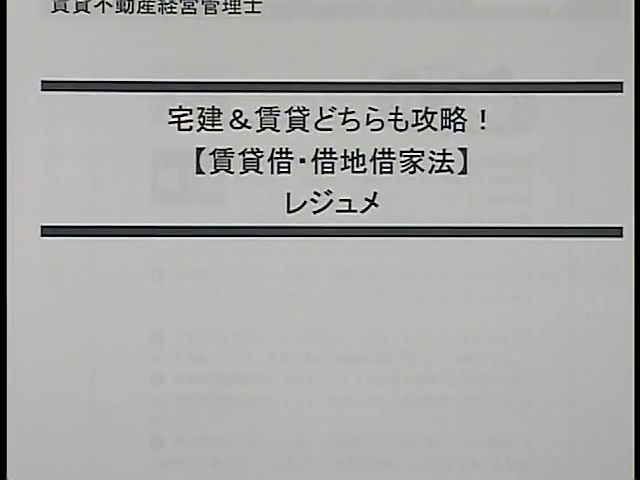 賃貸不動産経営管理士
宅建＆賃貸どちらも攻略！
【賃貸借・借地借家法】
レジュメ